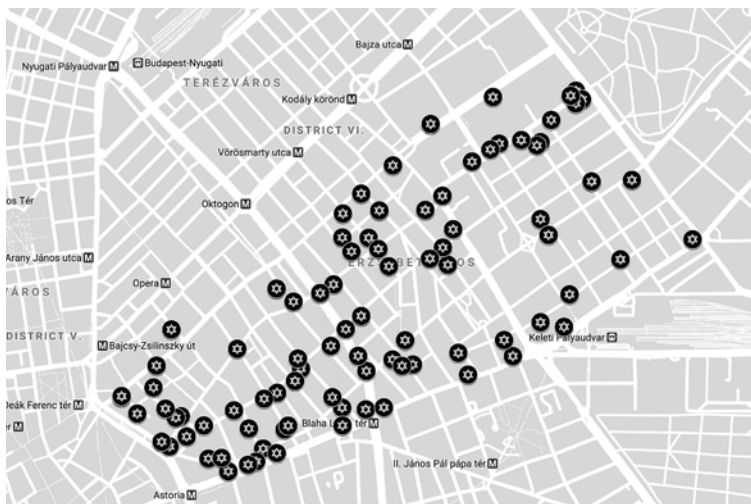 Bajza utca M
Nyugati Pályaudvar M
Budapest-Nyugati
TERÉZVÁROS
Kodály körönd M
DISTRICT VI.
Vörösmarty utca M
os Tér
Oktogon M
Arany János utca M
Opera M
VÁROS
DISTRICT V.
M Bajcsy-Zsilinszky út
Keleti Pályaudvar
Deák Ferenc tér M
M
Blaha L tér M
II. János Pál pápa tér M
Astoria M